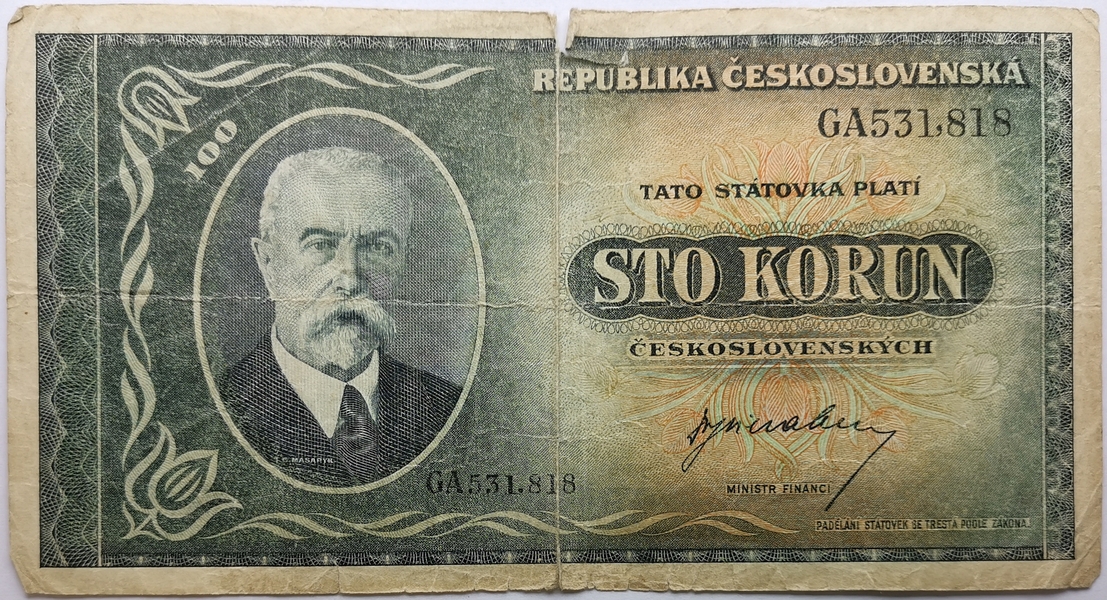 REPUBLIKA ČESKOSLOVENSKÁ
GA531,818
100
TATO STÁTOVKA PLATÍ
STO KORUN
ČESKOSLOVENSKÝCH
T. G. MASARYK
GA531.818
MINISTR FINANCÍ
PADĚLÁNÍ STÁTOVEK SE TRESTÁ PODLE ZÁKONA.